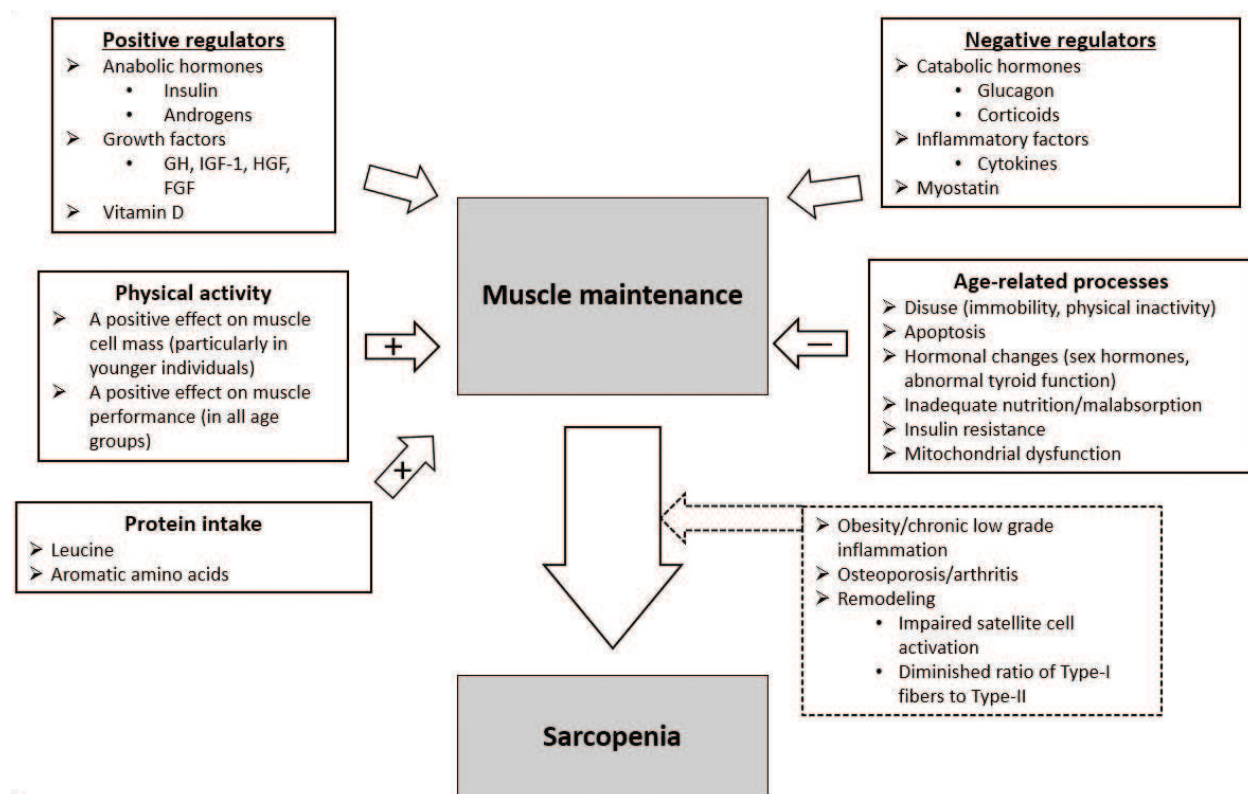 Positive regulators
➢ Anabolic hormones
• Insulin
• Androgens
➢ Growth factors
• GH, IGF-1, HGF,
FGF
➢ Vitamin D
Negative regulators
➢ Catabolic hormones
• Glucagon
• Corticoids
➢ Inflammatory factors
• Cytokines
➢ Myostatin
Muscle maintenance
Physical activity
➢ A positive effect on muscle
cell mass (particularly in
younger individuals)
➢ A positive effect on muscle
performance (in all age
groups)
+
Age-related processes
➢ Disuse (immobility, physical inactivity)
➢ Apoptosis
➢ Hormonal changes (sex hormones,
abnormal tyroid function)
➢ Inadequate nutrition/malabsorption
➢ Insulin resistance
➢ Mitochondrial dysfunction
−
Protein intake
➢ Leucine
➢ Aromatic amino acids
+
➢ Obesity/chronic low grade
inflammation
➢ Osteoporosis/arthritis
➢ Remodeling
• Impaired satellite cell
activation
• Diminished ratio of Type-I
fibers to Type-II
Sarcopenia